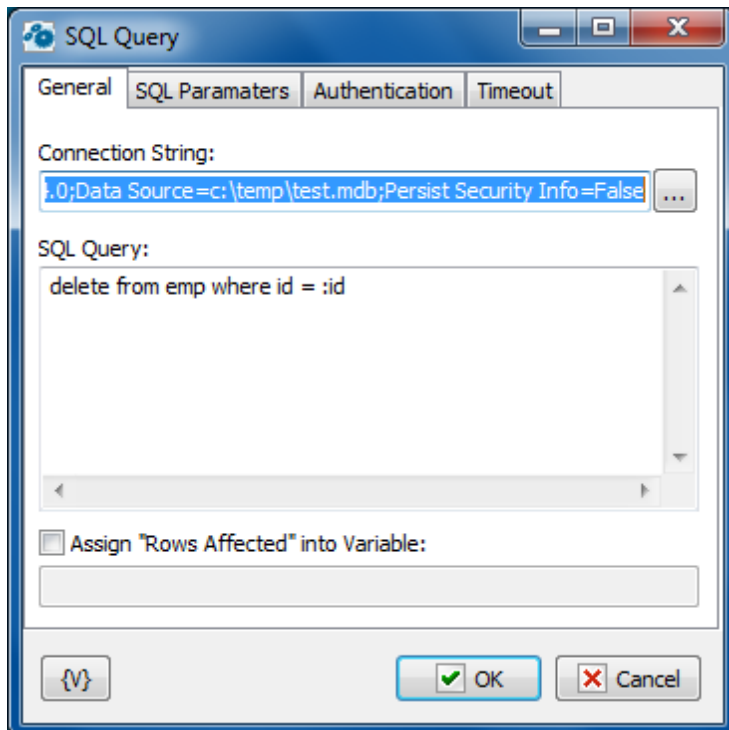 SQL Query
General SQL Paramaters Authentication Timeout
Connection String:
.0;Data Source=c:\temp\test.mdb;Persist Security Info=False ...
SQL Query:
delete from emp where id = :id
Assign "Rows Affected" into Variable:
{V} OK Cancel